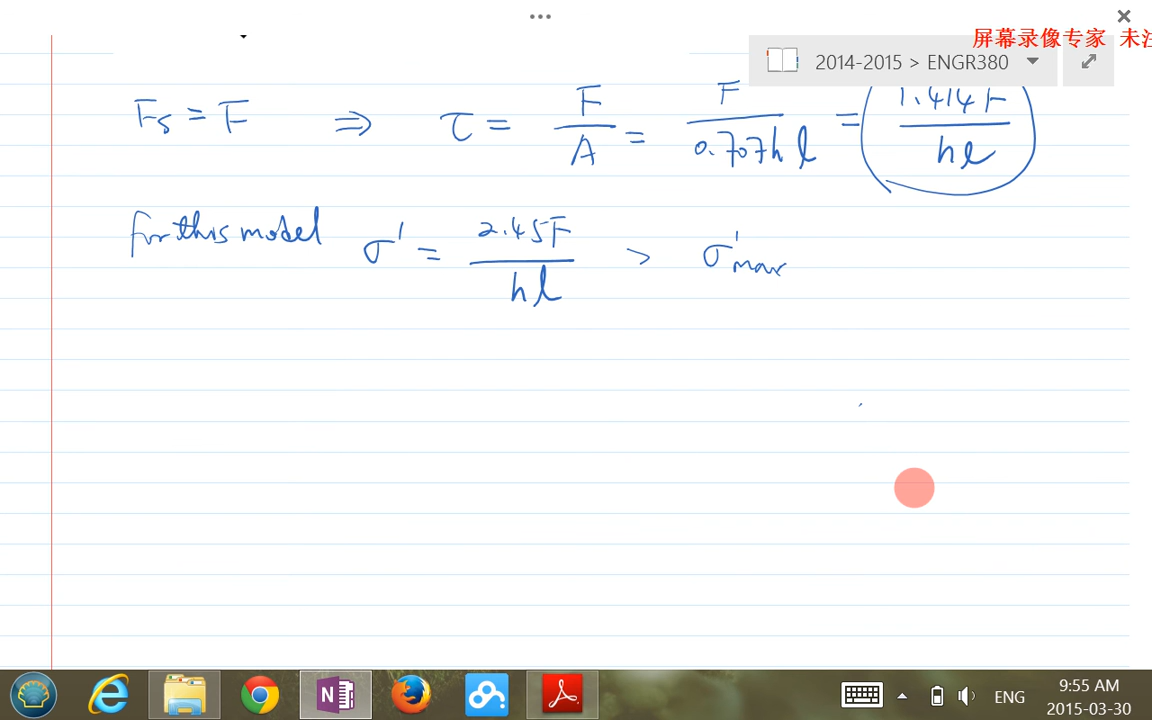 屏幕录像专家 未
2014-2015 > ENGR380
Fs = F ⇒ τ = F/A = F/0.707hl = 1.414F/hl
for this model σ' = 2.45F/hl > σ'max
ENG
9:55 AM
2015-03-30